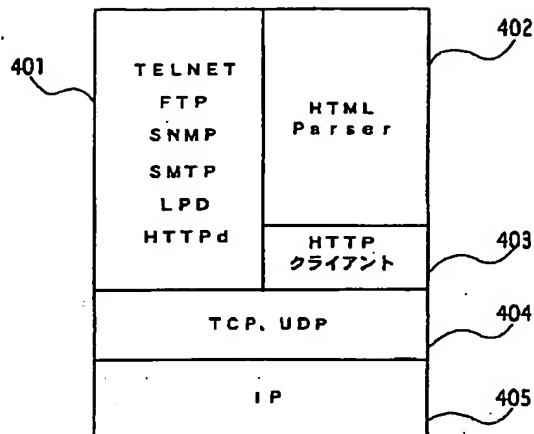 401
402
TELNET
FTP
SNMP
SMTP
LPD
HTTPd
HTML
Parser
HTTP
クライアント
403
TCP、UDP
404
IP
405